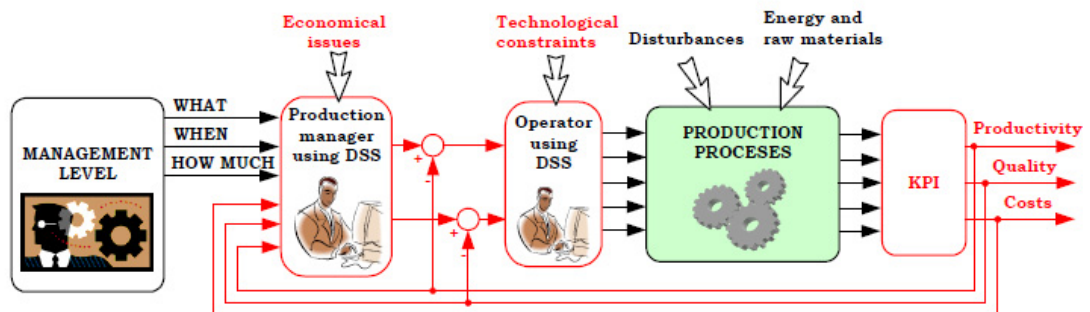 Economical
issues
Technological
constraints
Disturbances
Energy and
raw materials
MANAGEMENT
LEVEL
WHAT
WHEN
HOW MUCH
Production
manager
using DSS
+
-
+
-
Operator
using
DSS
PRODUCTION
PROCESES
KPI
Productivity
Quality
Costs